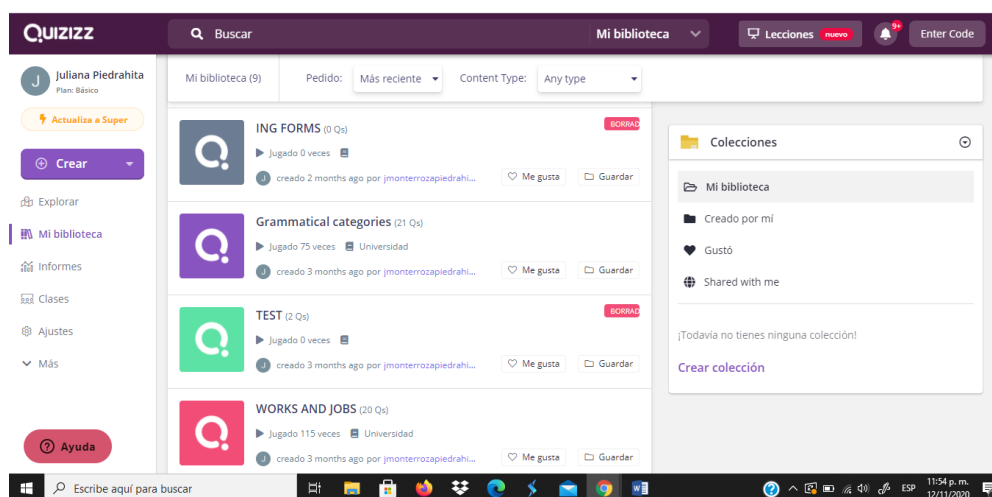 QUIZIZZ
Buscar
Mi biblioteca
Lecciones nuevo
9+
Enter Code
J
Juliana Piedrahita
Plan: Básico
Actualiza a Super
Crear
Explorar
Mi biblioteca
Informes
Clases
Ajustes
Más
Ayuda
Mi biblioteca (9)
Pedido: Más reciente
Content Type: Any type
ING FORMS (0 Qs)
BORRAD
Jugado 0 veces
J creado 2 months ago por jmonterrozapiedrahi...
Me gusta
Guardar
Grammatical categories (21 Qs)
Jugado 75 veces Universidad
J creado 3 months ago por jmonterrozapiedrahi...
Me gusta
Guardar
TEST (2 Qs)
BORRAD
Jugado 0 veces
J creado 3 months ago por jmonterrozapiedrahi...
Me gusta
Guardar
WORKS AND JOBS (20 Qs)
Jugado 115 veces Universidad
J creado 3 months ago por jmonterrozapiedrahi...
Me gusta
Guardar
Colecciones
Mi biblioteca
Creado por mí
Gustó
Shared with me
¡Todavía no tienes ninguna colección!
Crear colección
Escribe aquí para buscar
ESP
11:54 p. m.
12/11/2020